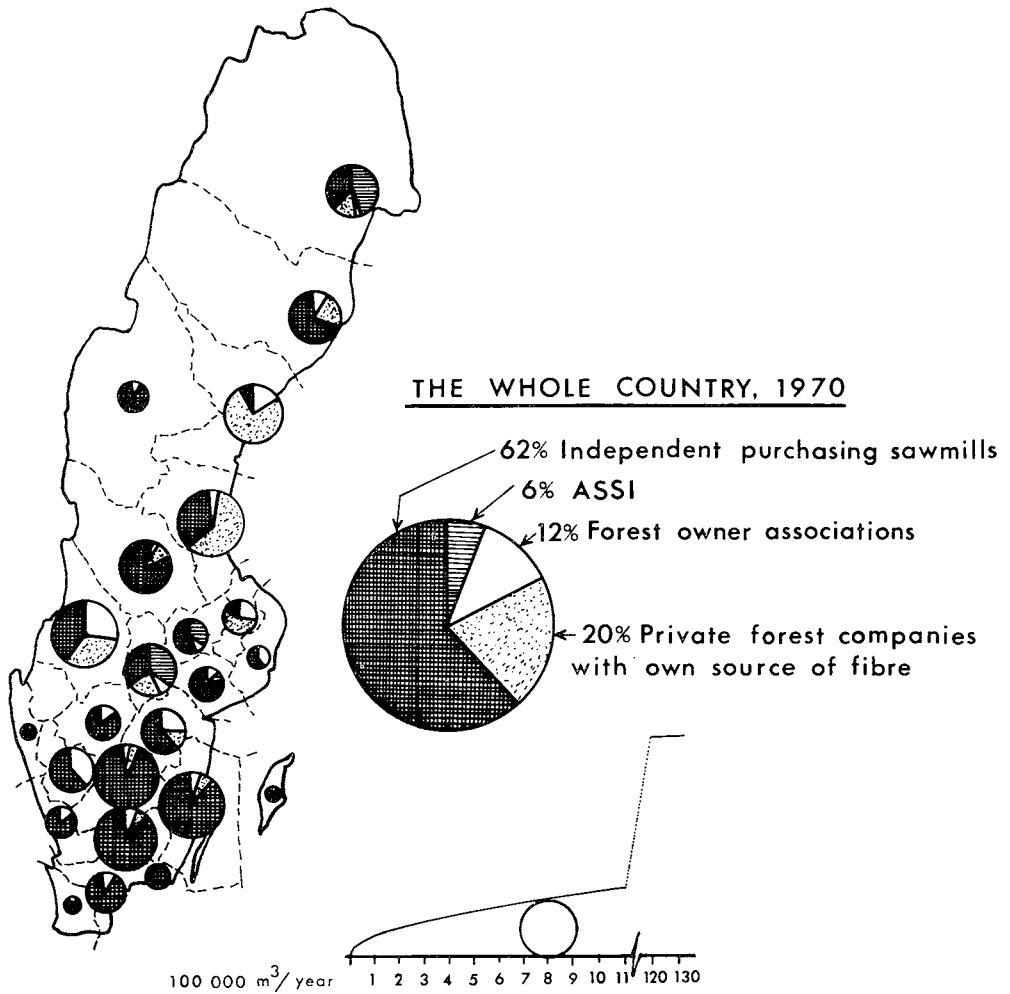 THE WHOLE COUNTRY, 1970
62% Independent purchasing sawmills
6% ASSI
12% Forest owner associations
20% Private forest companies
with own source of fibre
100 000 m³/year
1 2 3 4 5 6 7 8 9 10 11 120 130